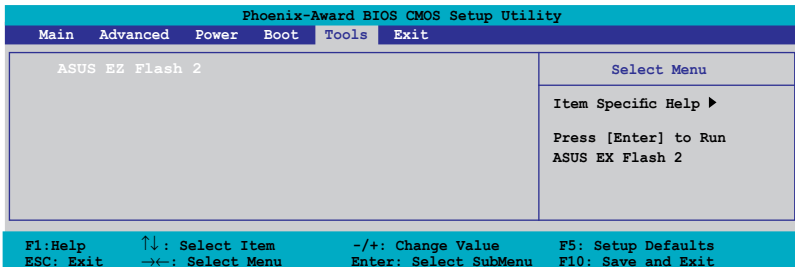 Phoenix-Award BIOS CMOS Setup Utility
Main Advanced Power Boot Tools Exit
ASUS EZ Flash 2
Select Menu
Item Specific Help ▶
Press [Enter] to Run
ASUS EX Flash 2
F1:Help ↑↓: Select Item -/+: Change Value F5: Setup Defaults
ESC: Exit →←: Select Menu Enter: Select SubMenu F10: Save and Exit